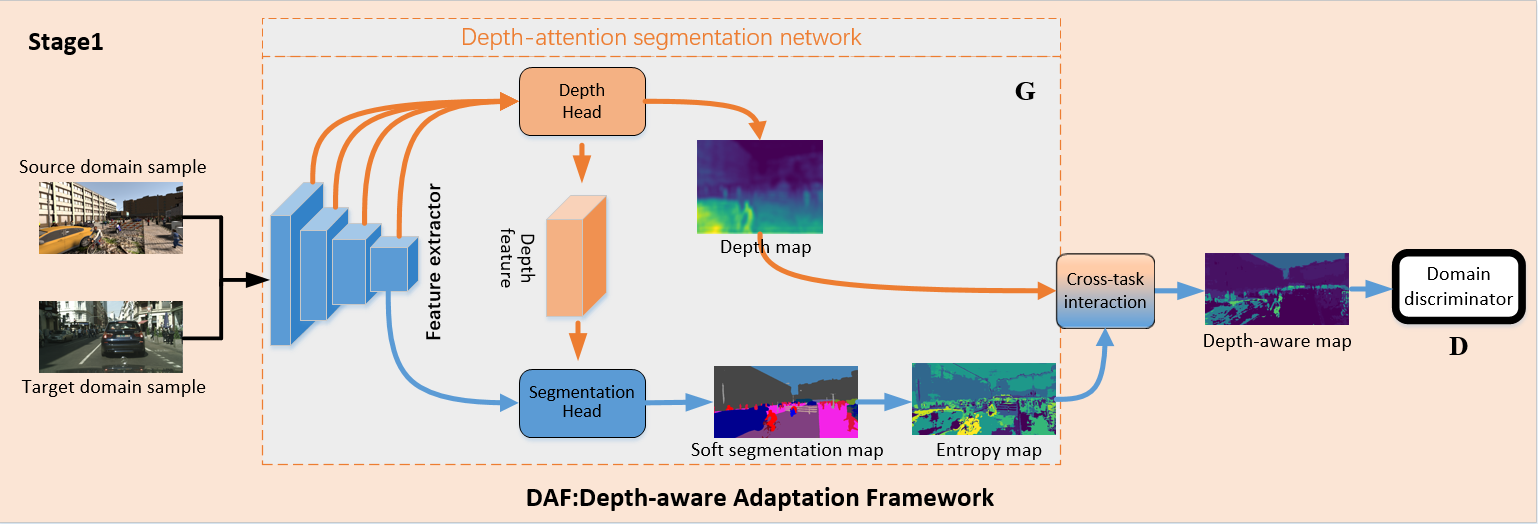 Stage1
Depth-attention segmentation network
G
Depth
Head
Source domain sample
Target domain sample
Feature extractor
Depth
feature
Depth map
Segmentation
Head
Soft segmentation map
Entropy map
Cross-task
interaction
Depth-aware map
Domain
discriminator
D
DAF:Depth-aware Adaptation Framework